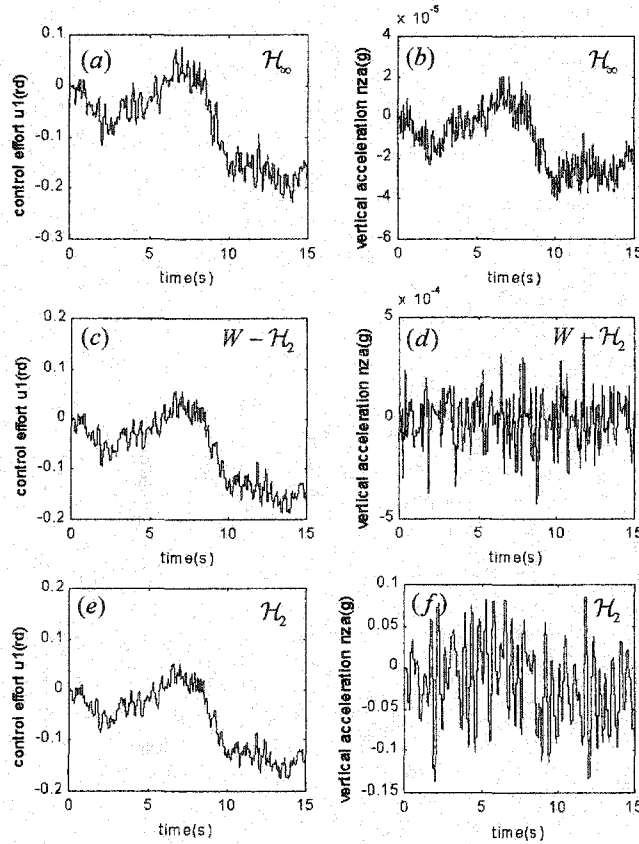 (a) ℋ∞
control effort u1(rd)
0.1
0
-0.1
-0.2
-0.3
0 5 10 15
time(s)
(b) ℋ∞
vertical acceleration nza(g)
x 10⁻⁵
4
2
0
-2
-4
-6
0 5 10 15
time(s)
(c) W − ℋ₂
control effort u1(rd)
0.2
0.1
0
-0.1
-0.2
0 5 10 15
time(s)
(d) W − ℋ₂
vertical acceleration nza(g)
x 10⁻⁴
5
0
-5
0 5 10 15
time(s)
(e) ℋ₂
control effort u1(rd)
0.2
0.1
0
-0.1
-0.2
0 5 10 15
time(s)
(f) ℋ₂
vertical acceleration nza(g)
0.1
0.05
0
-0.05
-0.1
-0.15
0 5 10 15
time(s)